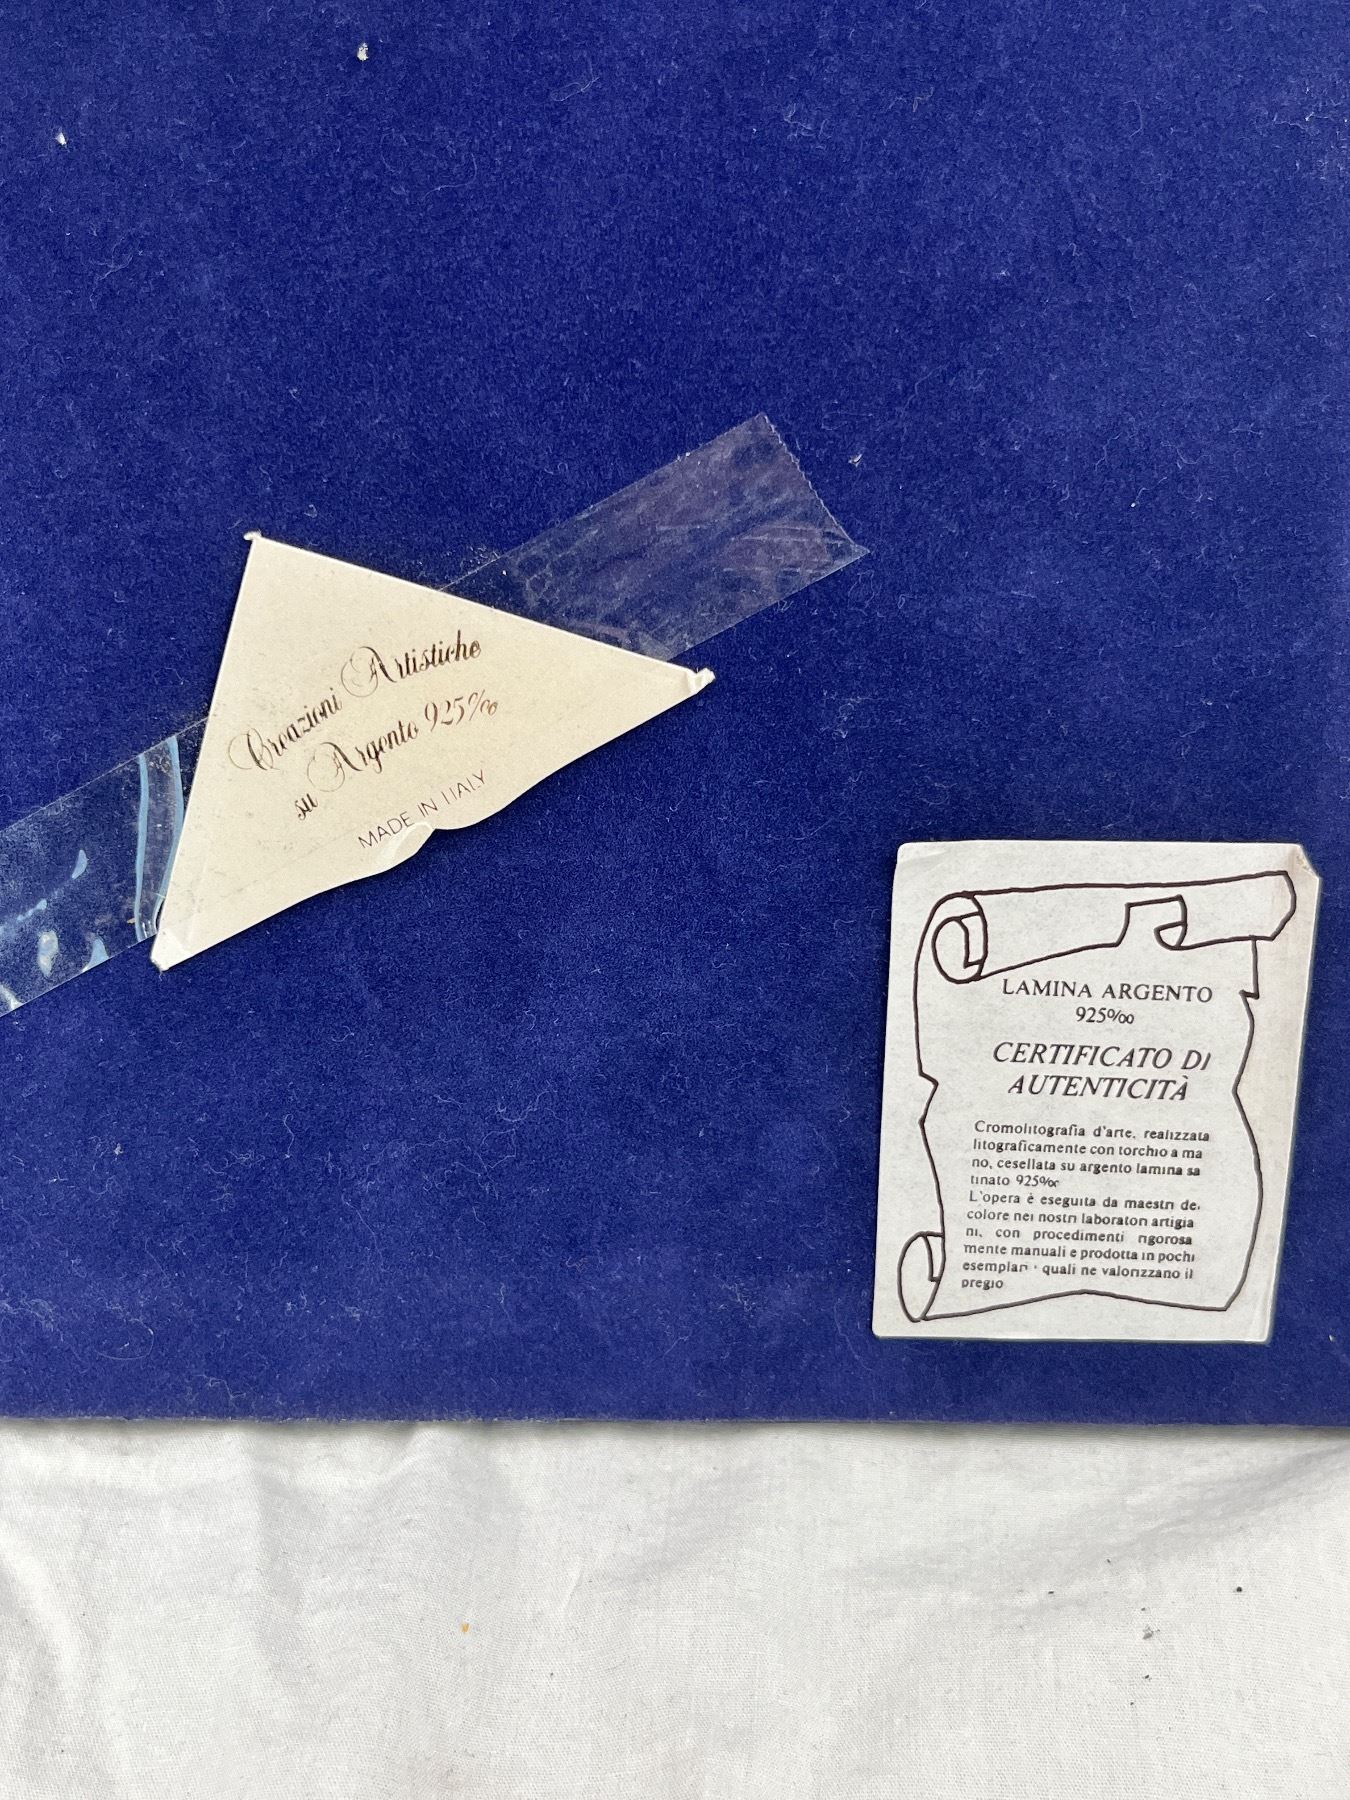 Creazioni Artistiche
su Argento 925‰
MADE IN ITALY
LAMINA ARGENTO
925‰
CERTIFICATO DI
AUTENTICITÀ
Cromolitografia d'arte, realizzata
litograficamente con torchio a ma
no, cesellata su argento lamina sa
tinato 925‰
L'opera è eseguita da maestri del
colore nei nostri laboratori artigia
ni, con procedimenti rigorosa
mente manuali e prodotta in pochi
esemplari i quali ne valorizzano il
pregio